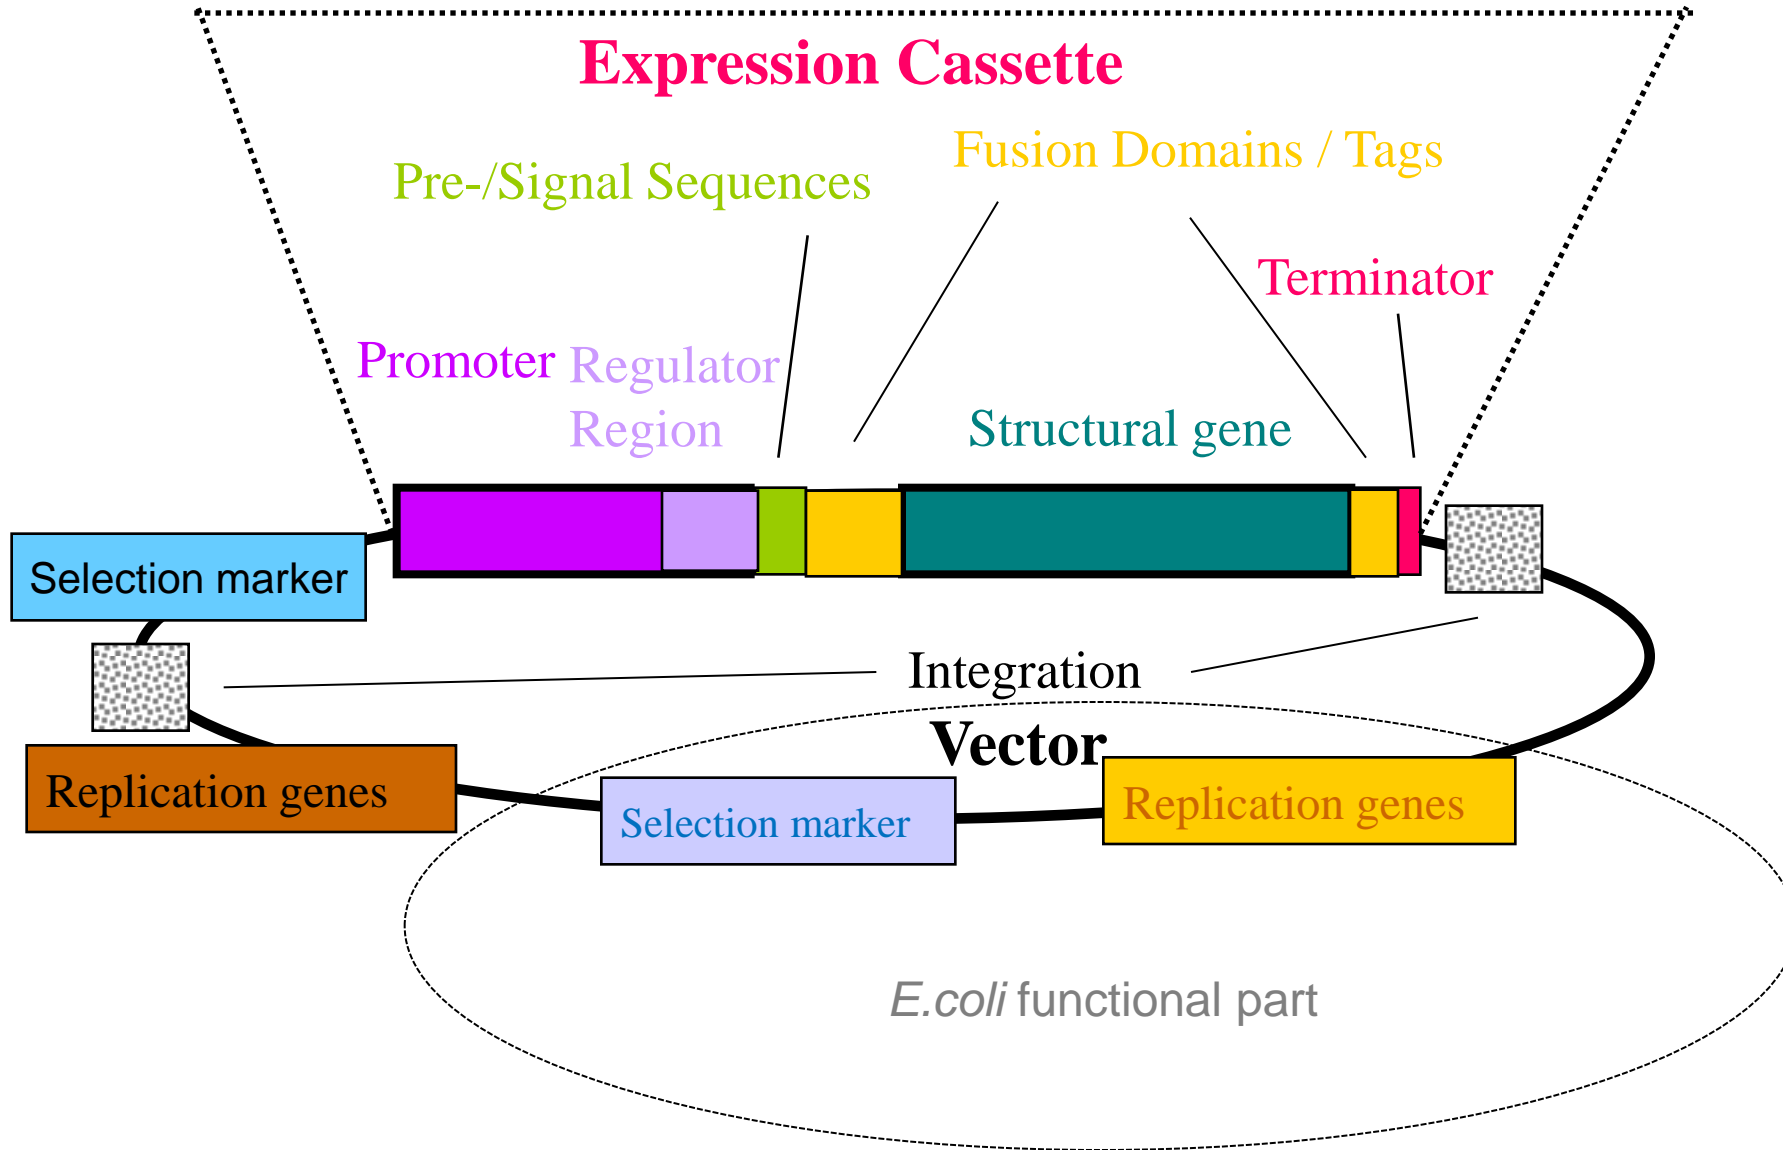 Expression Cassette
Fusion Domains / Tags
Pre-/Signal Sequences
Terminator
Promoter
Regulator
Region
Structural gene
Selection marker
Integration
Vector
Replication genes
Selection marker
Replication genes
E.coli functional part